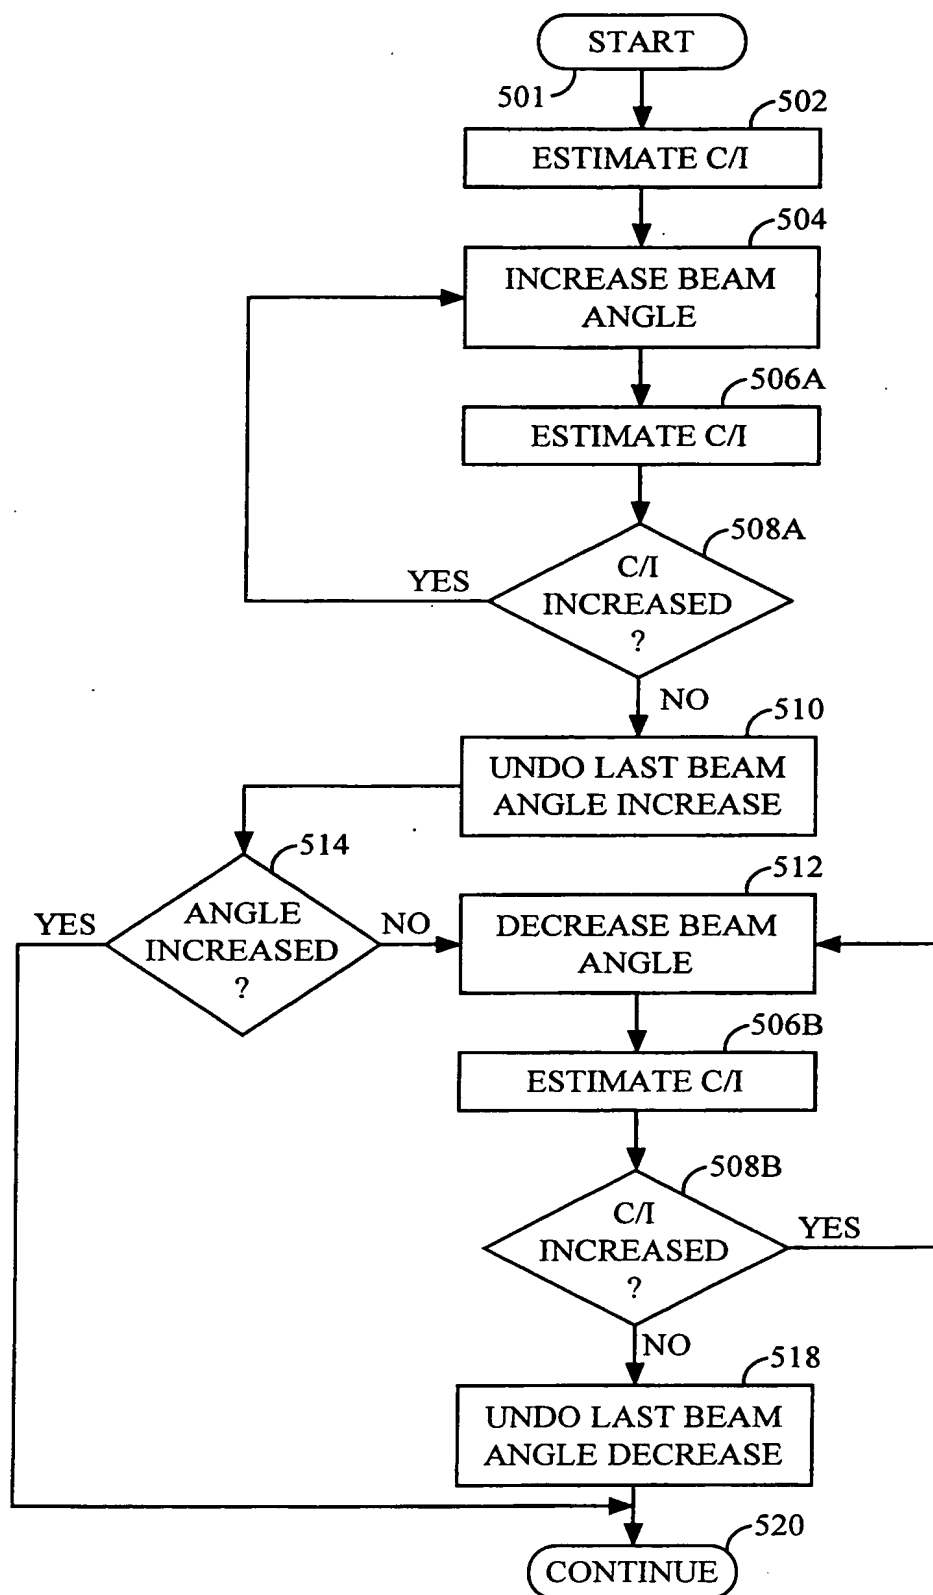 START
501
502
ESTIMATE C/I
504
INCREASE BEAM
ANGLE
506A
ESTIMATE C/I
508A
YES
C/I
INCREASED
?
NO
510
UNDO LAST BEAM
ANGLE INCREASE
514
512
YES
ANGLE
INCREASED
?
NO
DECREASE BEAM
ANGLE
506B
ESTIMATE C/I
508B
C/I
INCREASED
?
YES
NO
518
UNDO LAST BEAM
ANGLE DECREASE
520
CONTINUE